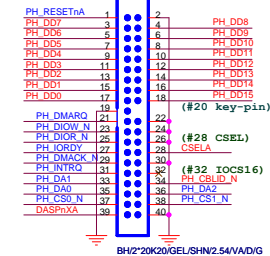 PH_RESETnA 1 2
PH_DD7 3 4 PH_DD8
PH_DD6 5 6 PH_DD9
PH_DD5 7 8 PH_DD10
PH_DD4 9 10 PH_DD11
PH_DD3 11 12 PH_DD12
PH_DD2 13 14 PH_DD13
PH_DD1 15 16 PH_DD14
PH_DD0 17 18 PH_DD15
19 (#20 key-pin)
PH_DMARQ 21 22
PH_DIOW_N 23 24
PH_DIOR_N 25 26 (#28 CSEL)
PH_IORDY 27 28 CSELA
PH_DMACK_N 29 30
PH_INTRQ 31 32 (#32 IOCS16)
PH_DA1 33 34 PH_CBLID_N
PH_DA0 35 36 PH_DA2
PH_CS0_N 37 38 PH_CS1_N
DASPnXA 39 40
BH/2*20K20/GEL/SHN/2.54/VA/D/G